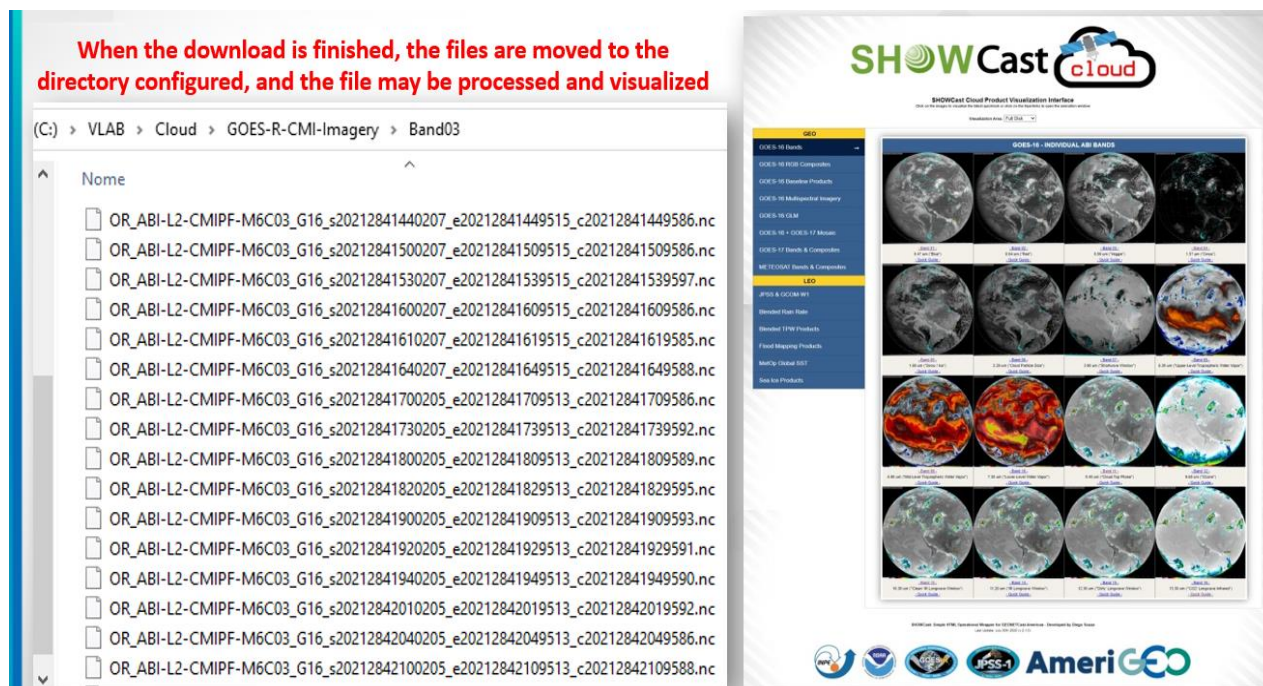 When the download is finished, the files are moved to the
directory configured, and the file may be processed and visualized
(C:) > VLAB > Cloud > GOES-R-CMI-Imagery > Band03
Nome
OR_ABI-L2-CMIPF-M6C03_G16_s20212841440207_e20212841449515_c20212841449586.nc
OR_ABI-L2-CMIPF-M6C03_G16_s20212841500207_e20212841509515_c20212841509586.nc
OR_ABI-L2-CMIPF-M6C03_G16_s20212841530207_e20212841539515_c20212841539597.nc
OR_ABI-L2-CMIPF-M6C03_G16_s20212841600207_e20212841609515_c20212841609586.nc
OR_ABI-L2-CMIPF-M6C03_G16_s20212841610207_e20212841619515_c20212841619585.nc
OR_ABI-L2-CMIPF-M6C03_G16_s20212841640207_e20212841649515_c20212841649588.nc
OR_ABI-L2-CMIPF-M6C03_G16_s20212841700205_e20212841709513_c20212841709586.nc
OR_ABI-L2-CMIPF-M6C03_G16_s20212841730205_e20212841739513_c20212841739592.nc
OR_ABI-L2-CMIPF-M6C03_G16_s20212841800205_e20212841809513_c20212841809589.nc
OR_ABI-L2-CMIPF-M6C03_G16_s20212841820205_e20212841829513_c20212841829595.nc
OR_ABI-L2-CMIPF-M6C03_G16_s20212841900205_e20212841909513_c20212841909593.nc
OR_ABI-L2-CMIPF-M6C03_G16_s20212841920205_e20212841929513_c20212841929591.nc
OR_ABI-L2-CMIPF-M6C03_G16_s20212841940205_e20212841949513_c20212841949590.nc
OR_ABI-L2-CMIPF-M6C03_G16_s20212842010205_e20212842019513_c20212842019592.nc
OR_ABI-L2-CMIPF-M6C03_G16_s20212842040205_e20212842049513_c20212842049586.nc
OR_ABI-L2-CMIPF-M6C03_G16_s20212842100205_e20212842109513_c20212842109588.nc
SHOWCast cloud
SHOWCast Cloud Product Visualization Interface
Visualization Area: Full Disk
GEO
GOES-16 Bands
GOES-16 RGB Composites
GOES-16 Baseline Products
GOES-16 Multispectral Imagery
GOES-16 GLM
GOES-16 + GOES-17 Mosaic
GOES-17 Bands & Composites
METEOSAT Bands & Composites
LEO
JPSS & GCOM-W1
Blended Rain Rate
Blended TPW Products
Flood Mapping Products
MetOp Global SST
Sea Ice Products
GOES-16 - INDIVIDUAL ABI BANDS
INPE
NOAA
JPSS-1
AmeriGEO